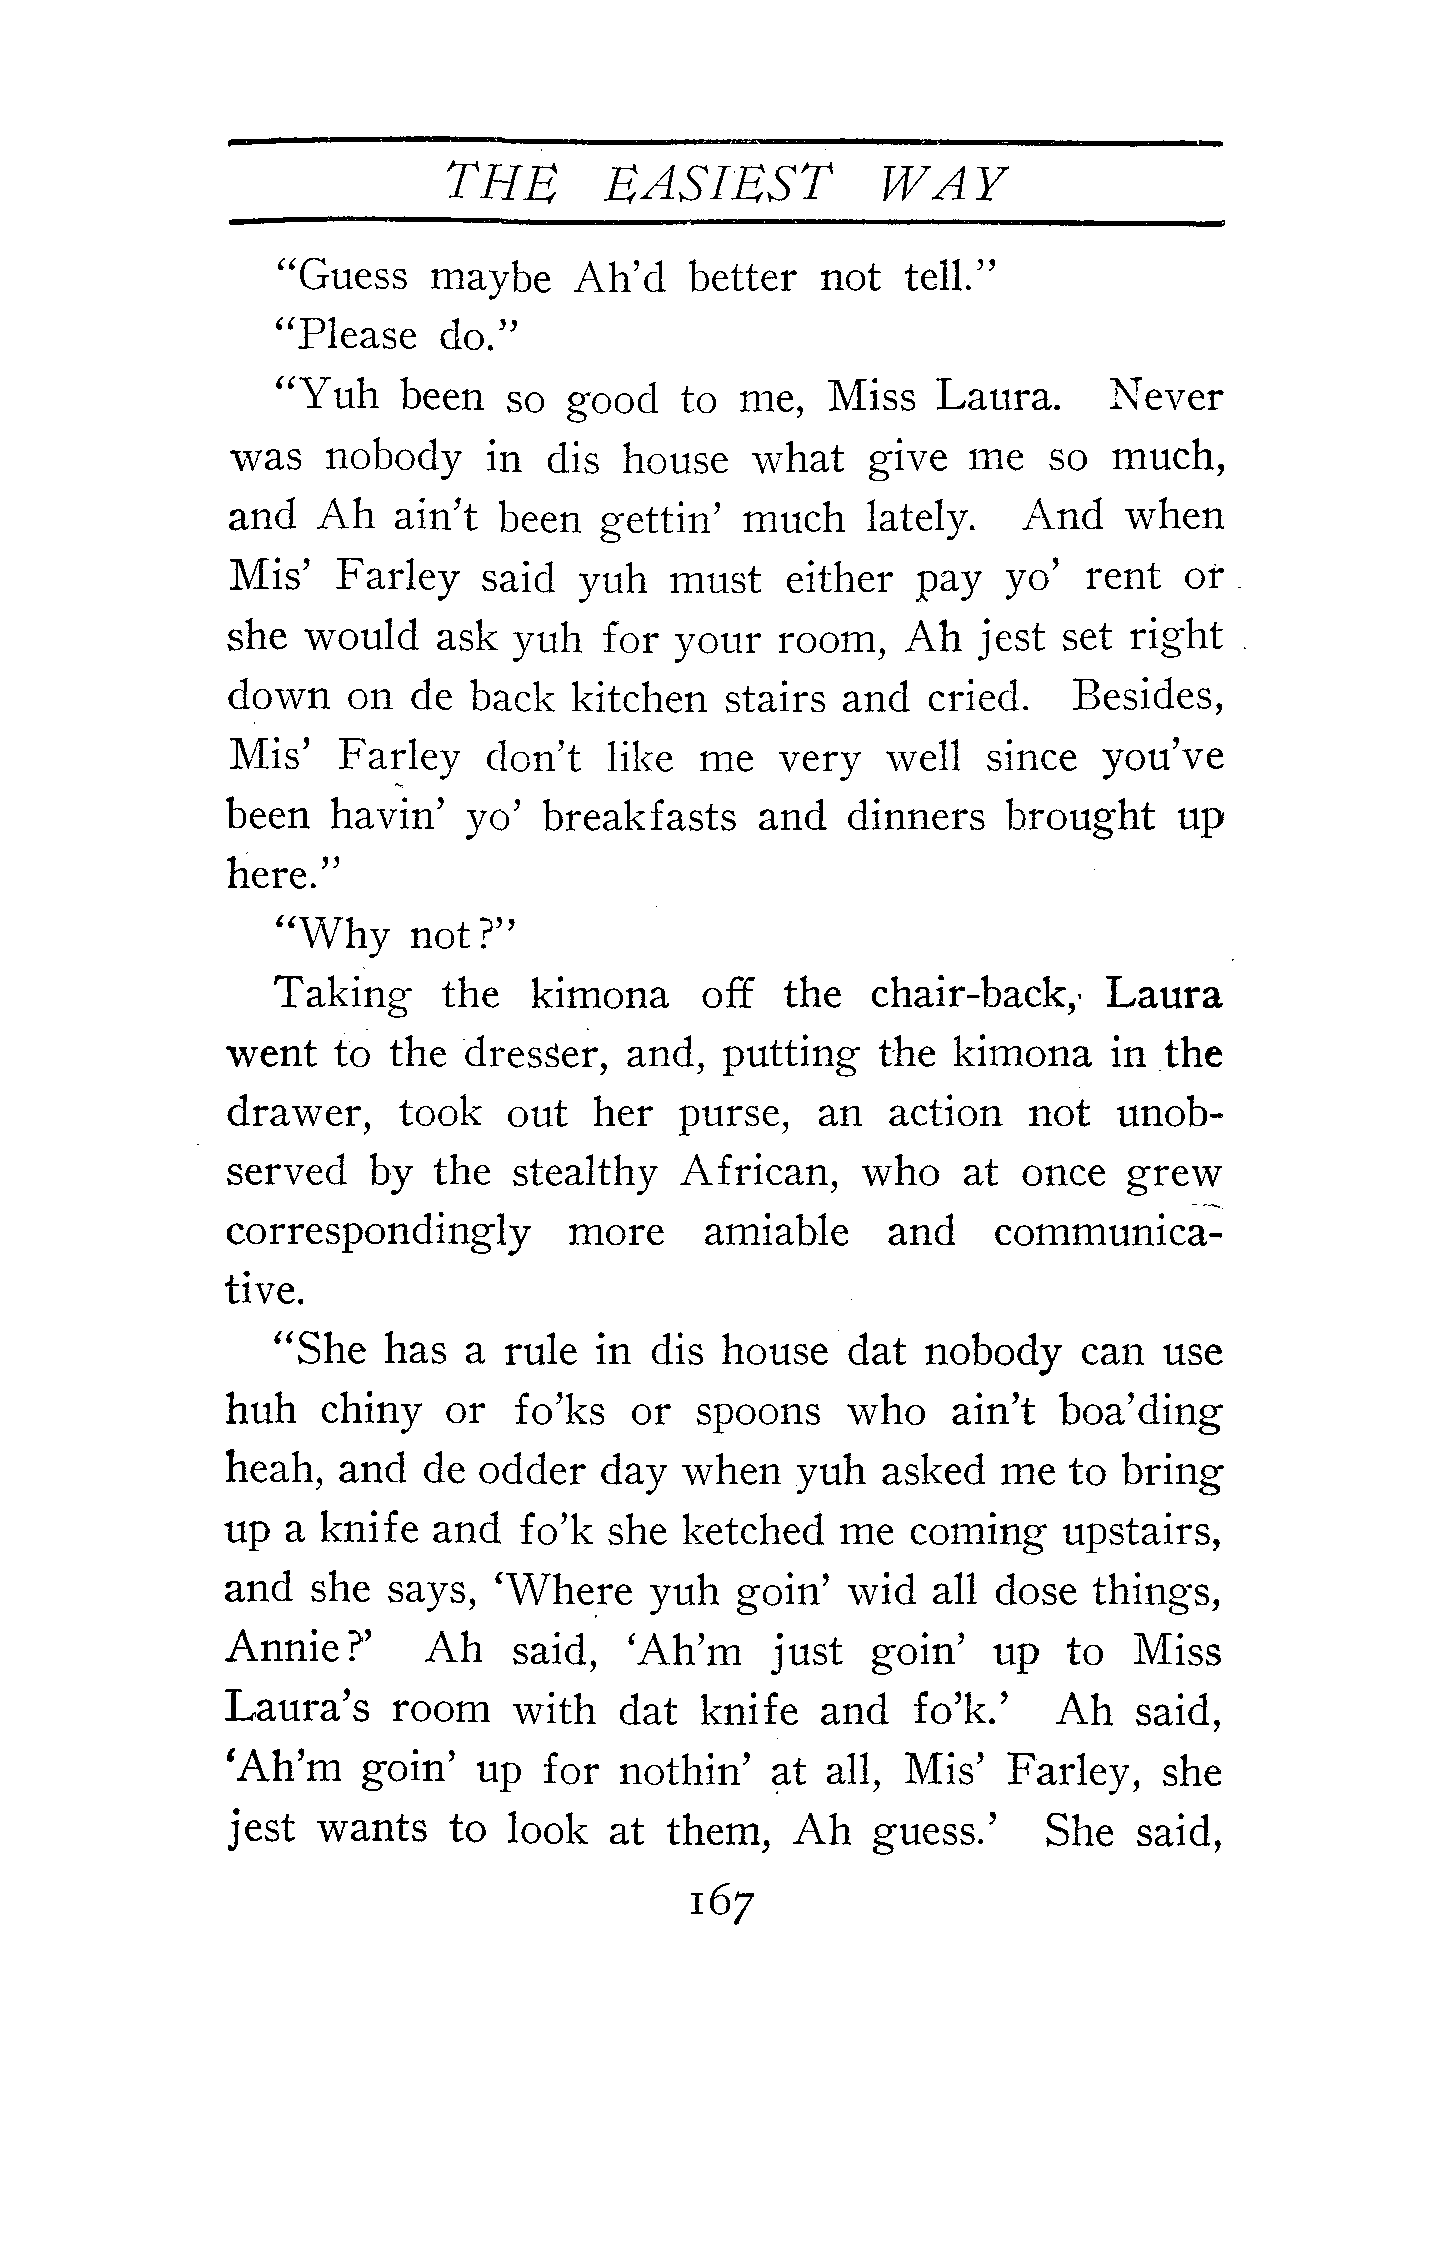 THE EASIEST WAY
"Guess maybe Ah'd better not tell."
"Please do."
"Yuh been so good to me, Miss Laura. Never
was nobody in dis house what give me so much,
and Ah ain't been gettin' much lately. And when
Mis' Farley said yuh must either pay yo' rent or
she would ask yuh for your room, Ah jest set right
down on de back kitchen stairs and cried. Besides,
Mis' Farley don't like me very well since you've
been havin' yo' breakfasts and dinners brought up
here."
"Why not?"
Taking the kimona off the chair-back, Laura
went to the dresser, and, putting the kimona in the
drawer, took out her purse, an action not unob-
served by the stealthy African, who at once grew
correspondingly more amiable and communica-
tive.
"She has a rule in dis house dat nobody can use
huh chiny or fo'ks or spoons who ain't boa'ding
heah, and de odder day when yuh asked me to bring
up a knife and fo'k she ketched me coming upstairs,
and she says, 'Where yuh goin' wid all dose things,
Annie?' Ah said, 'Ah'm just goin' up to Miss
Laura's room with dat knife and fo'k.' Ah said,
'Ah'm goin' up for nothin' at all, Mis' Farley, she
jest wants to look at them, Ah guess.' She said,
167